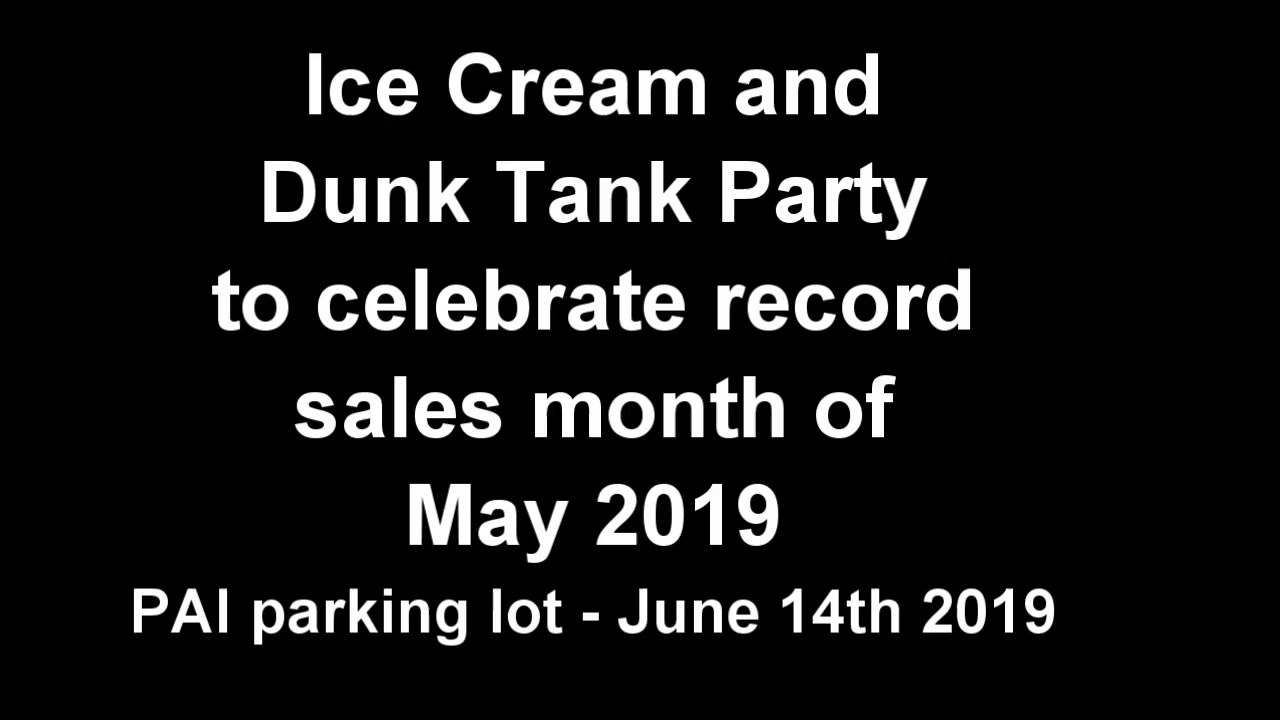 Ice Cream and
Dunk Tank Party
to celebrate record
sales month of
May 2019
PAI parking lot - June 14th 2019